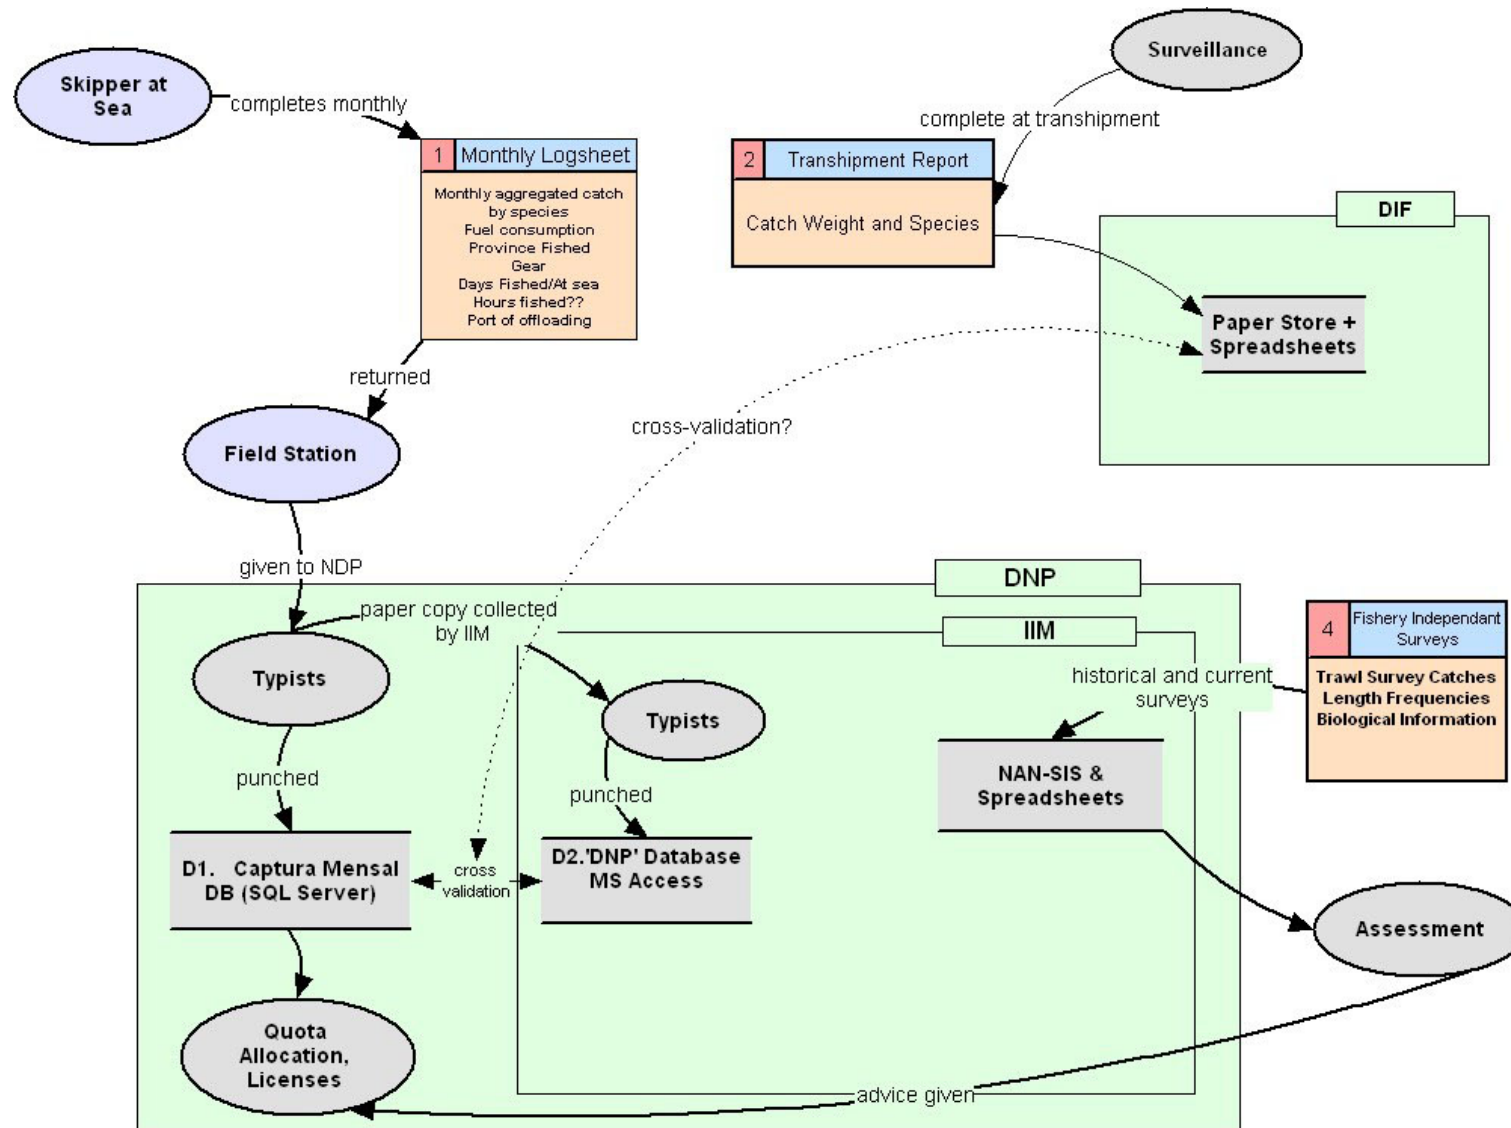 Surveillance
Skipper at
Sea
completes monthly
complete at transhipment
1 Monthly Logsheet
Monthly aggregated catch
by species
Fuel consumption
Province Fished
Gear
Days Fished/At sea
Hours fished??
Port of offloading
2 Transhipment Report
Catch Weight and Species
DIF
Paper Store +
Spreadsheets
returned
cross-validation?
Field Station
given to NDP
DNP
paper copy collected
by IIM
IIM
4 Fishery Independant
Surveys
Trawl Survey Catches
Length Frequencies
Biological Information
historical and current
surveys
Typists
Typists
punched
punched
NAN-SIS &
Spreadsheets
D1. Captura Mensal
DB (SQL Server)
cross
validation
D2.'DNP' Database
MS Access
Assessment
Quota
Allocation,
Licenses
advice given